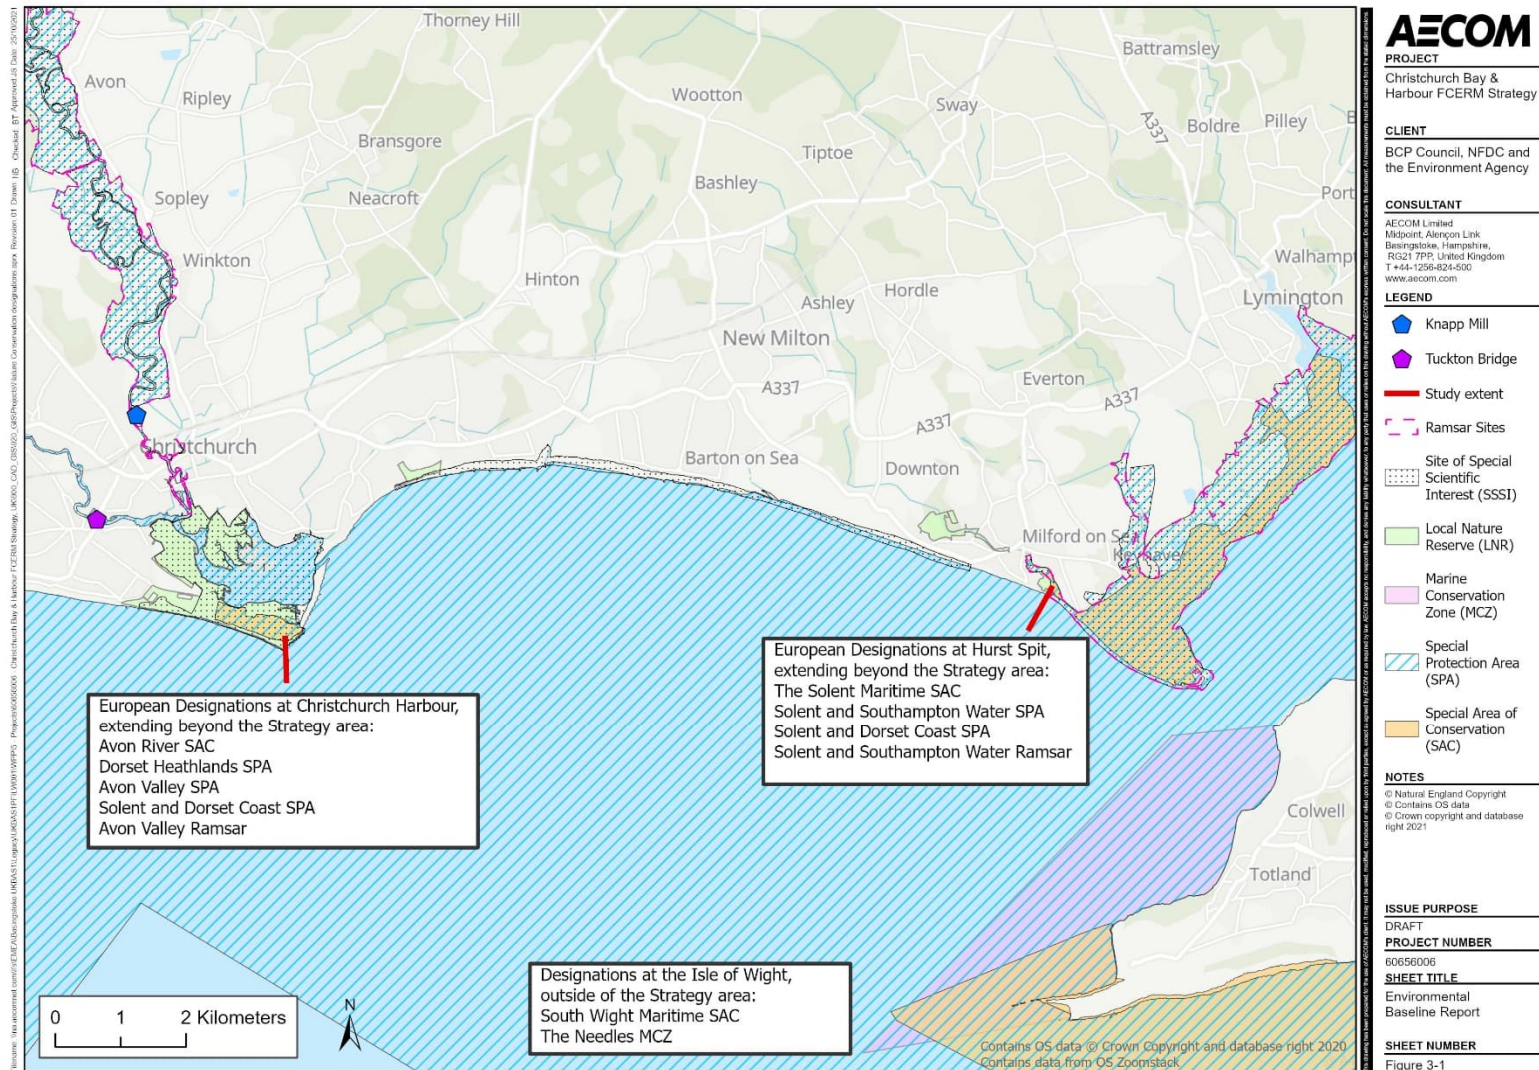 Thorney Hill
Battramsley
Avon
Ripley
Wootton
Sway
A337
Boldre
Pilley
Bransgore
Tiptoe
Sopley
Neacroft
Bashley
Port
Winkton
Walhampt
Hinton
Ashley
Hordle
Lymington
New Milton
A337
Everton
A337
A337
Christchurch
Barton on Sea
Downton
Milford on Sea
Keyhaven
European Designations at Christchurch Harbour,
extending beyond the Strategy area:
Avon River SAC
Dorset Heathlands SPA
Avon Valley SPA
Solent and Dorset Coast SPA
Avon Valley Ramsar
European Designations at Hurst Spit,
extending beyond the Strategy area:
The Solent Maritime SAC
Solent and Southampton Water SPA
Solent and Dorset Coast SPA
Solent and Southampton Water Ramsar
Colwell
Totland
Designations at the Isle of Wight,
outside of the Strategy area:
South Wight Maritime SAC
The Needles MCZ
0 1 2 Kilometers
N
Contains OS data © Crown Copyright and database right 2020
Contains data from OS Zoomstack
AECOM
PROJECT
Christchurch Bay &
Harbour FCERM Strategy
CLIENT
BCP Council, NFDC and
the Environment Agency
CONSULTANT
AECOM Limited
Midpoint, Alençon Link
Basingstoke, Hampshire,
RG21 7PP, United Kingdom
T +44-1256-824-500
www.aecom.com
LEGEND
Knapp Mill
Tuckton Bridge
Study extent
Ramsar Sites
Site of Special
Scientific
Interest (SSSI)
Local Nature
Reserve (LNR)
Marine
Conservation
Zone (MCZ)
Special
Protection Area
(SPA)
Special Area of
Conservation
(SAC)
NOTES
© Natural England Copyright
© Contains OS data
© Crown copyright and database
right 2021
ISSUE PURPOSE
DRAFT
PROJECT NUMBER
60656006
SHEET TITLE
Environmental
Baseline Report
SHEET NUMBER
Figure 3-1